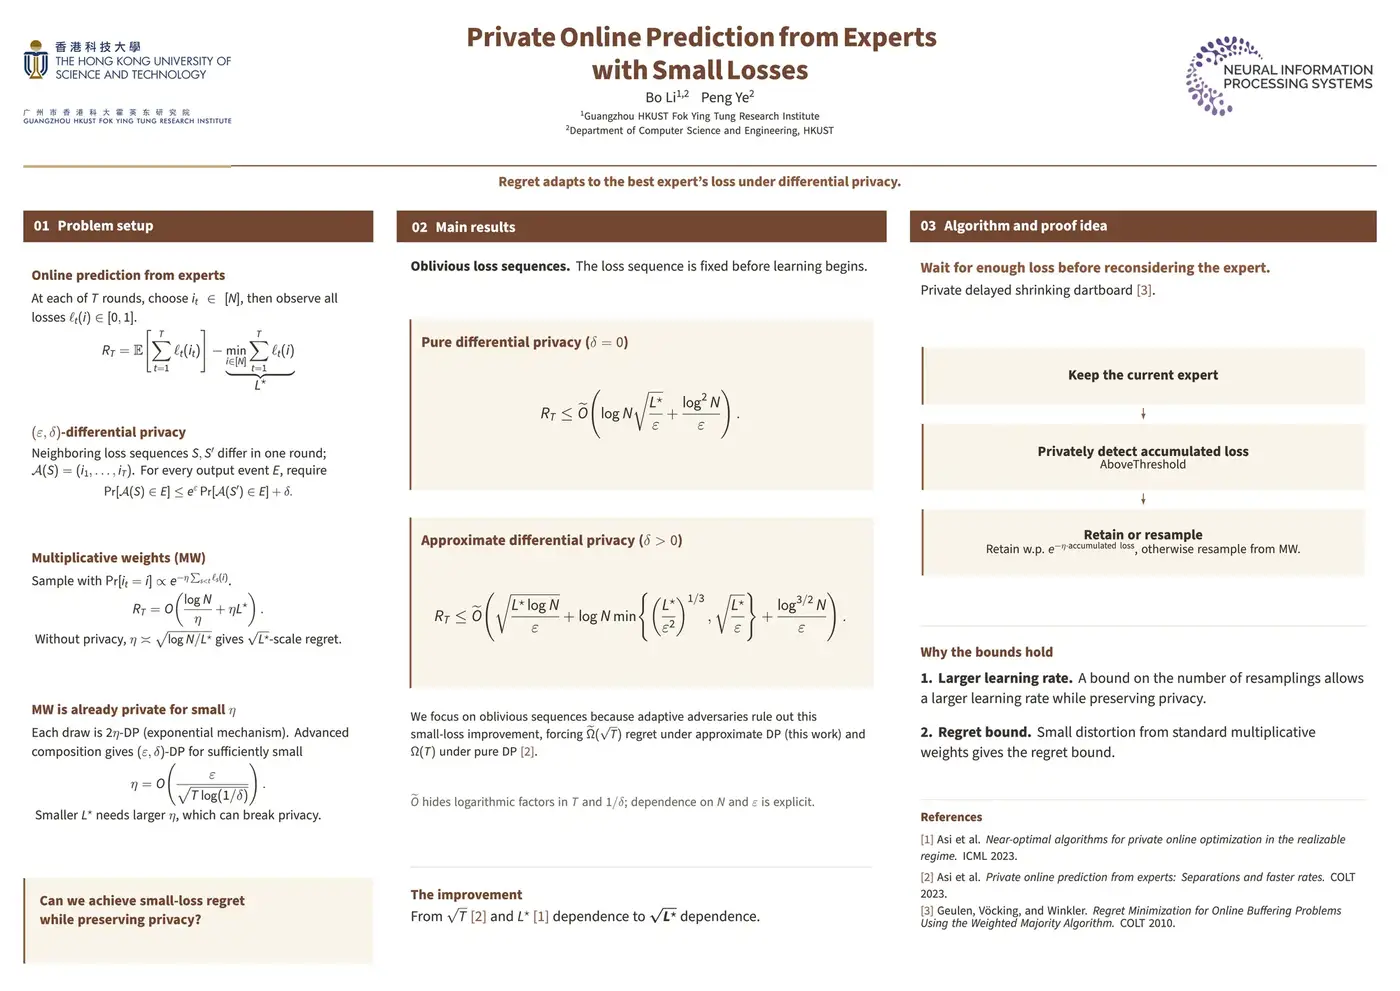 香港科技大學
THE HONG KONG UNIVERSITY OF
SCIENCE AND TECHNOLOGY
广州市香港科大霍英东研究院
GUANGZHOU HKUST FOK YING TUNG RESEARCH INSTITUTE
Private Online Prediction from Experts
with Small Losses
Bo Li¹,² Peng Ye²
¹Guangzhou HKUST Fok Ying Tung Research Institute
²Department of Computer Science and Engineering, HKUST
NEURAL INFORMATION
PROCESSING SYSTEMS
Regret adapts to the best expert's loss under differential privacy.
01 Problem setup
Online prediction from experts
At each of T rounds, choose i_t ∈ [N], then observe all
losses ℓ_t(i) ∈ [0, 1].
R_T = 𝔼[∑_{t=1}^{T} ℓ_t(i_t)] − min_{i∈[N]} ∑_{t=1}^{T} ℓ_t(i)
L⋆
(ε, δ)-differential privacy
Neighboring loss sequences S, S′ differ in one round;
𝒜(S) = (i_1, . . . , i_T). For every output event E, require
Pr[𝒜(S) ∈ E] ≤ e^ε Pr[𝒜(S′) ∈ E] + δ.
Multiplicative weights (MW)
Sample with Pr[i_t = i] ∝ e^{−η ∑_{s<t} ℓ_s(i)}.
R_T = O(log N / η + ηL⋆) .
Without privacy, η ≍ √(log N/L⋆) gives √L⋆-scale regret.
MW is already private for small η
Each draw is 2η-DP (exponential mechanism). Advanced
composition gives (ε, δ)-DP for sufficiently small
η = O(ε / √(T log(1/δ))) .
Smaller L⋆ needs larger η, which can break privacy.
Can we achieve small-loss regret
while preserving privacy?
02 Main results
Oblivious loss sequences. The loss sequence is fixed before learning begins.
Pure differential privacy (δ = 0)
R_T ≤ Õ(log N √(L⋆/ε) + log² N / ε) .
Approximate differential privacy (δ > 0)
R_T ≤ Õ(√(L⋆ log N / ε) + log N min{(L⋆/ε²)^{1/3}, √(L⋆/ε)} + log^{3/2} N / ε) .
We focus on oblivious sequences because adaptive adversaries rule out this
small-loss improvement, forcing Ω̃(√T) regret under approximate DP (this work) and
Ω(T) under pure DP [2].
Õ hides logarithmic factors in T and 1/δ; dependence on N and ε is explicit.
The improvement
From √T [2] and L⋆ [1] dependence to √L⋆ dependence.
03 Algorithm and proof idea
Wait for enough loss before reconsidering the expert.
Private delayed shrinking dartboard [3].
Keep the current expert
↓
Privately detect accumulated loss
AboveThreshold
↓
Retain or resample
Retain w.p. e^{−η·accumulated loss}, otherwise resample from MW.
Why the bounds hold
1. Larger learning rate. A bound on the number of resamplings allows
a larger learning rate while preserving privacy.
2. Regret bound. Small distortion from standard multiplicative
weights gives the regret bound.
References
[1] Asi et al. Near-optimal algorithms for private online optimization in the realizable
regime. ICML 2023.
[2] Asi et al. Private online prediction from experts: Separations and faster rates. COLT
2023.
[3] Geulen, Vöcking, and Winkler. Regret Minimization for Online Buffering Problems
Using the Weighted Majority Algorithm. COLT 2010.